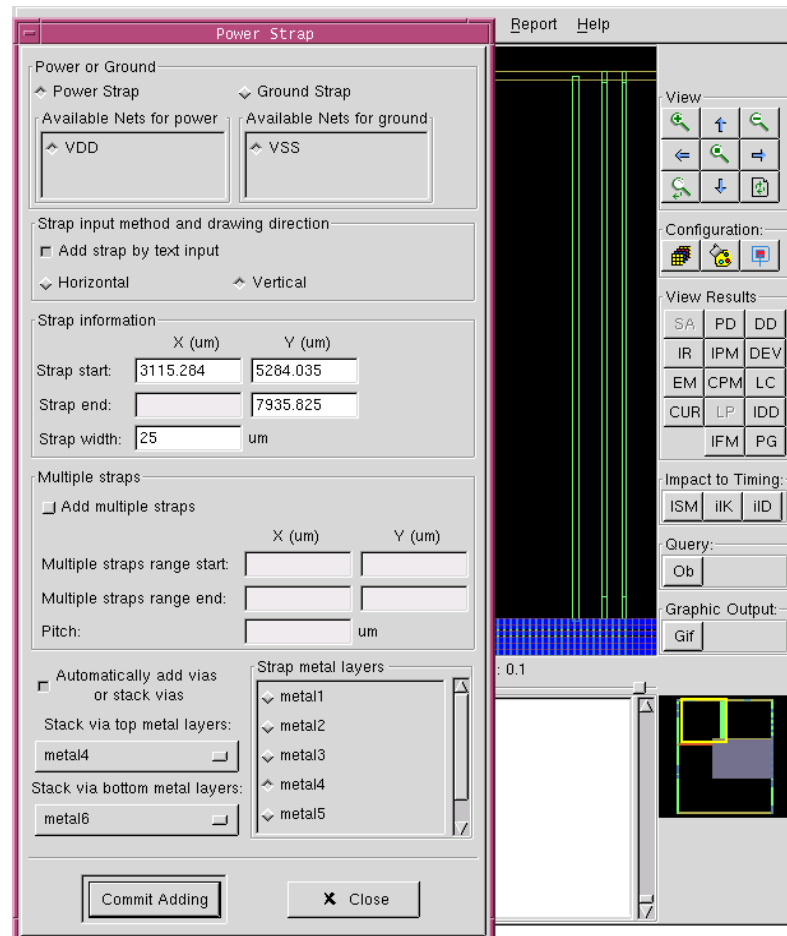 Power Strap
Report Help
Power or Ground
Power Strap Ground Strap
Available Nets for power Available Nets for ground
VDD VSS
Strap input method and drawing direction
Add strap by text input
Horizontal Vertical
Strap information
X (um) Y (um)
Strap start: 3115.284 5284.035
Strap end: 7935.825
Strap width: 25 um
Multiple straps
Add multiple straps
X (um) Y (um)
Multiple straps range start:
Multiple straps range end:
Pitch: um
Automatically add vias
or stack vias
Stack via top metal layers:
metal4
Stack via bottom metal layers:
metal6
Strap metal layers
metal1
metal2
metal3
metal4
metal5
Commit Adding Close
View
Configuration:
View Results
SA PD DD
IR IPM DEV
EM CPM LC
CUR LP IDD
IFM PG
Impact to Timing:
ISM iIK iID
Query:
Ob
Graphic Output:
Gif
: 0.1